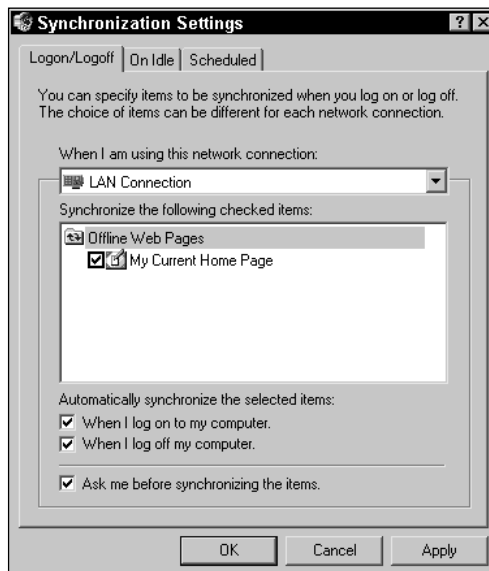 Synchronization Settings
Logon/Logoff
On Idle
Scheduled
You can specify items to be synchronized when you log on or log off.
The choice of items can be different for each network connection.
When I am using this network connection:
LAN Connection
Synchronize the following checked items:
Offline Web Pages
My Current Home Page
Automatically synchronize the selected items:
When I log on to my computer.
When I log off my computer.
Ask me before synchronizing the items.
OK
Cancel
Apply